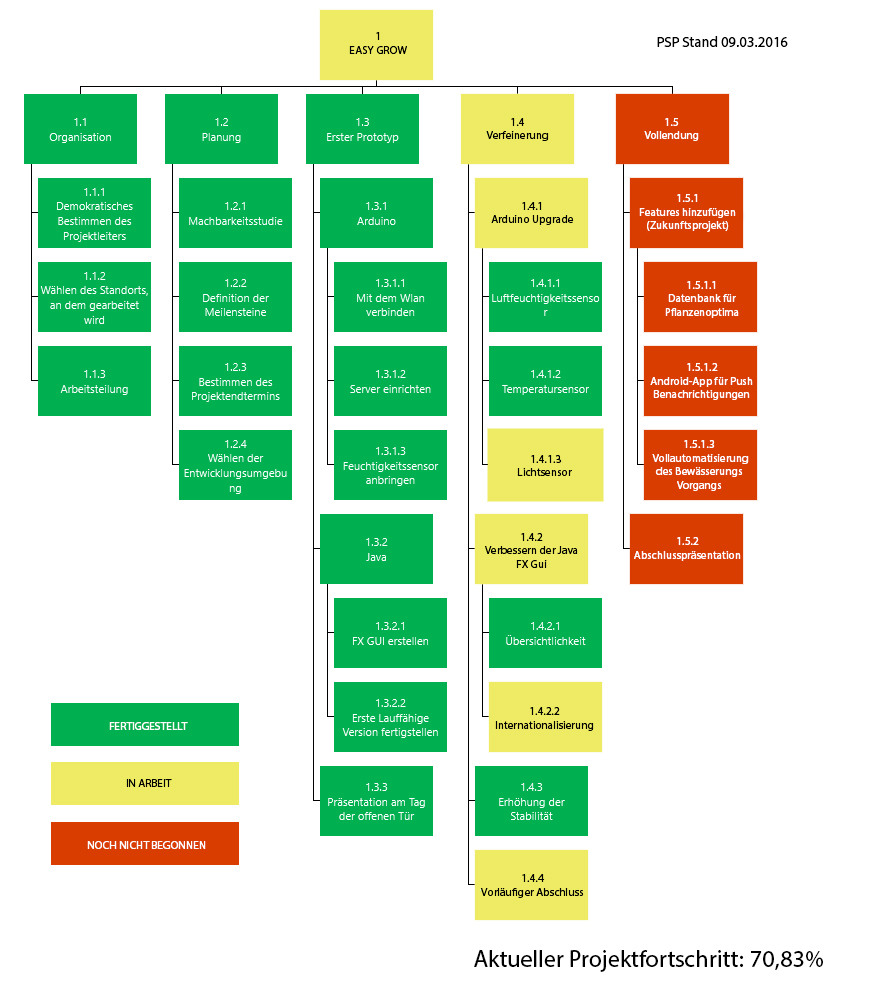 1
EASY GROW
PSP Stand 09.03.2016
1.1
Organisation
1.1.1
Demokratisches
Bestimmen des
Projektleiters
1.1.2
Wählen des Standorts,
an dem gearbeitet
wird
1.1.3
Arbeitsteilung
1.2
Planung
1.2.1
Machbarkeitsstudie
1.2.2
Definition der
Meilensteine
1.2.3
Bestimmen des
Projektendtermins
1.2.4
Wählen der
Entwicklungsumgebu
ng
1.3
Erster Prototyp
1.3.1
Arduino
1.3.1.1
Mit dem Wlan
verbinden
1.3.1.2
Server einrichten
1.3.1.3
Feuchtigkeitssensor
anbringen
1.3.2
Java
1.3.2.1
FX GUI erstellen
1.3.2.2
Erste Lauffähige
Version fertigstellen
1.3.3
Präsentation am Tag
der offenen Tür
1.4
Verfeinerung
1.4.1
Arduino Upgrade
1.4.1.1
Luftfeuchtigkeitssenso
r
1.4.1.2
Temperatursensor
1.4.1.3
Lichtsensor
1.4.2
Verbessern der Java
FX Gui
1.4.2.1
Übersichtlichkeit
1.4.2.2
Internationalisierung
1.4.3
Erhöhung der
Stabilität
1.4.4
Vorläufiger Abschluss
1.5
Vollendung
1.5.1
Features hinzufügen
(Zukunftsprojekt)
1.5.1.1
Datenbank für
Pflanzenoptima
1.5.1.2
Android-App für Push
Benachrichtigungen
1.5.1.3
Vollautomatisierung
des Bewässerungs
Vorgangs
1.5.2
Abschlusspräsentation
FERTIGGESTELLT
IN ARBEIT
NOCH NICHT BEGONNEN
Aktueller Projektfortschritt: 70,83%